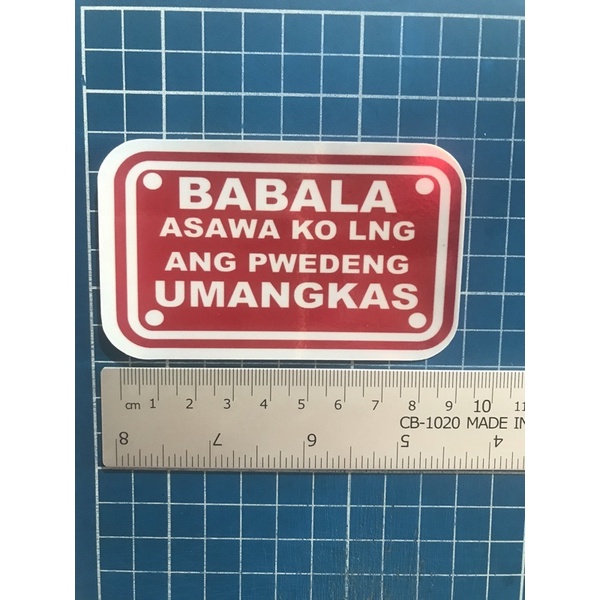 BABALA
ASAWA KO LNG
ANG PWEDENG
UMANGKAS
cm 1 2 3 4 5 6 7 8 9 10 11
CB-1020 MADE IN
8 7 6 5 4